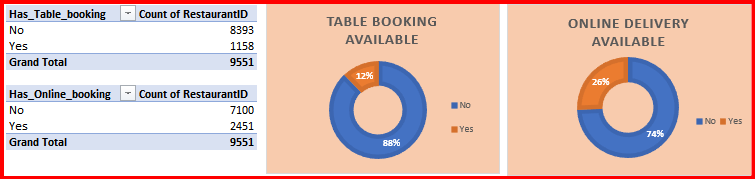 Has_Table_booking Count of RestaurantID
No 8393
Yes 1158
Grand Total 9551
Has_Online_booking Count of RestaurantID
No 7100
Yes 2451
Grand Total 9551
TABLE BOOKING
AVAILABLE
12%
88%
No
Yes
ONLINE DELIVERY
AVAILABLE
26%
74%
No Yes